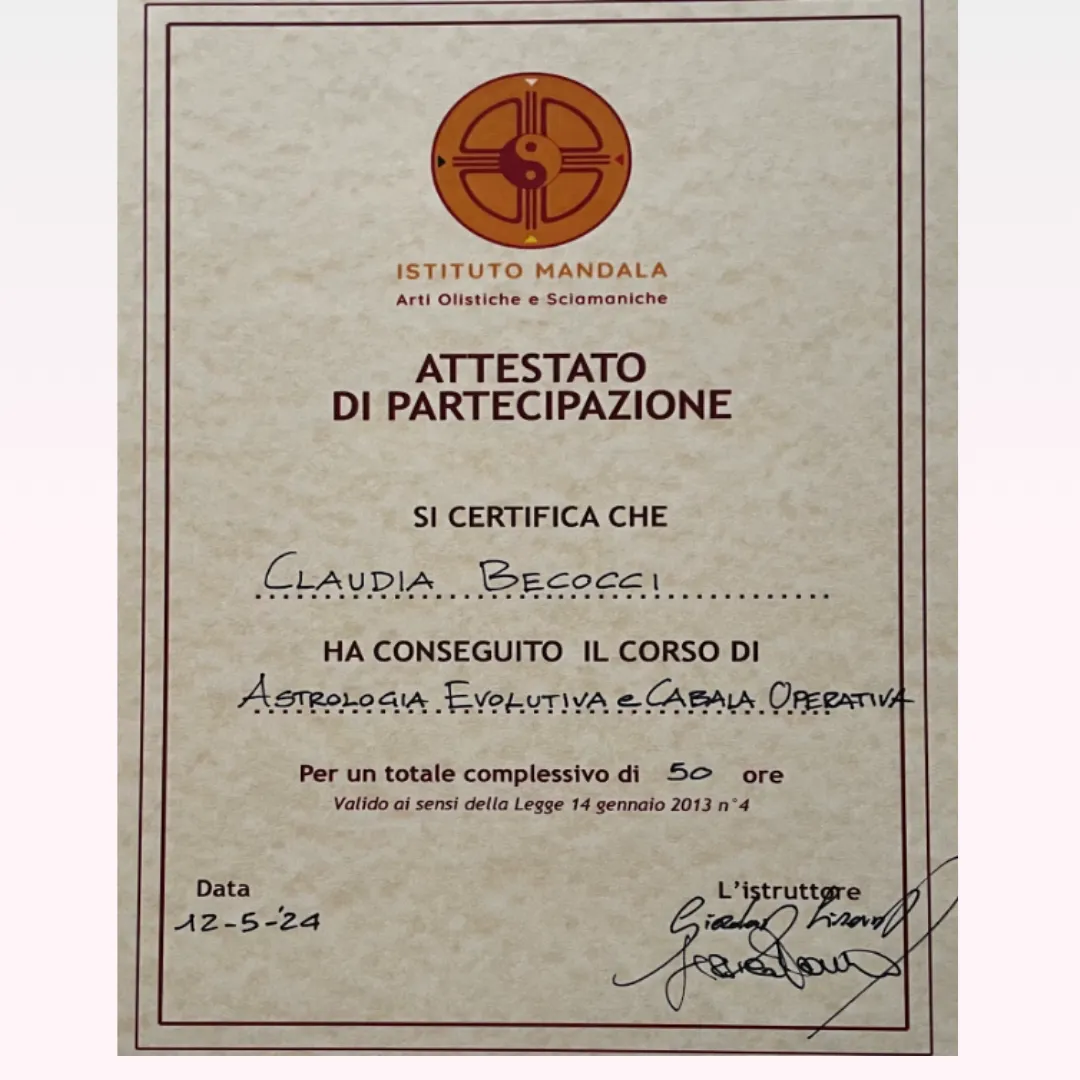 ISTITUTO MANDALA
Arti Olistiche e Sciamaniche
ATTESTATO
DI PARTECIPAZIONE
SI CERTIFICA CHE
CLAUDIA BECOCCI
HA CONSEGUITO IL CORSO DI
ASTROLOGIA EVOLUTIVA e CABALA OPERATIVA
Per un totale complessivo di 50 ore
Valido ai sensi della Legge 14 gennaio 2013 n°4
Data
L'istruttore
12-5-'24